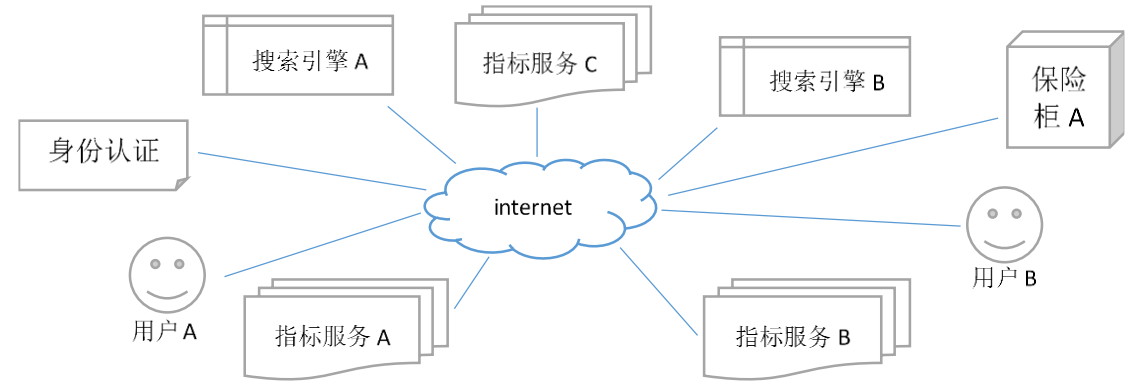 搜索引擎 A
指标服务 C
搜索引擎 B
保险
柜 A
身份认证
internet
用户 A
指标服务 A
指标服务 B
用户 B